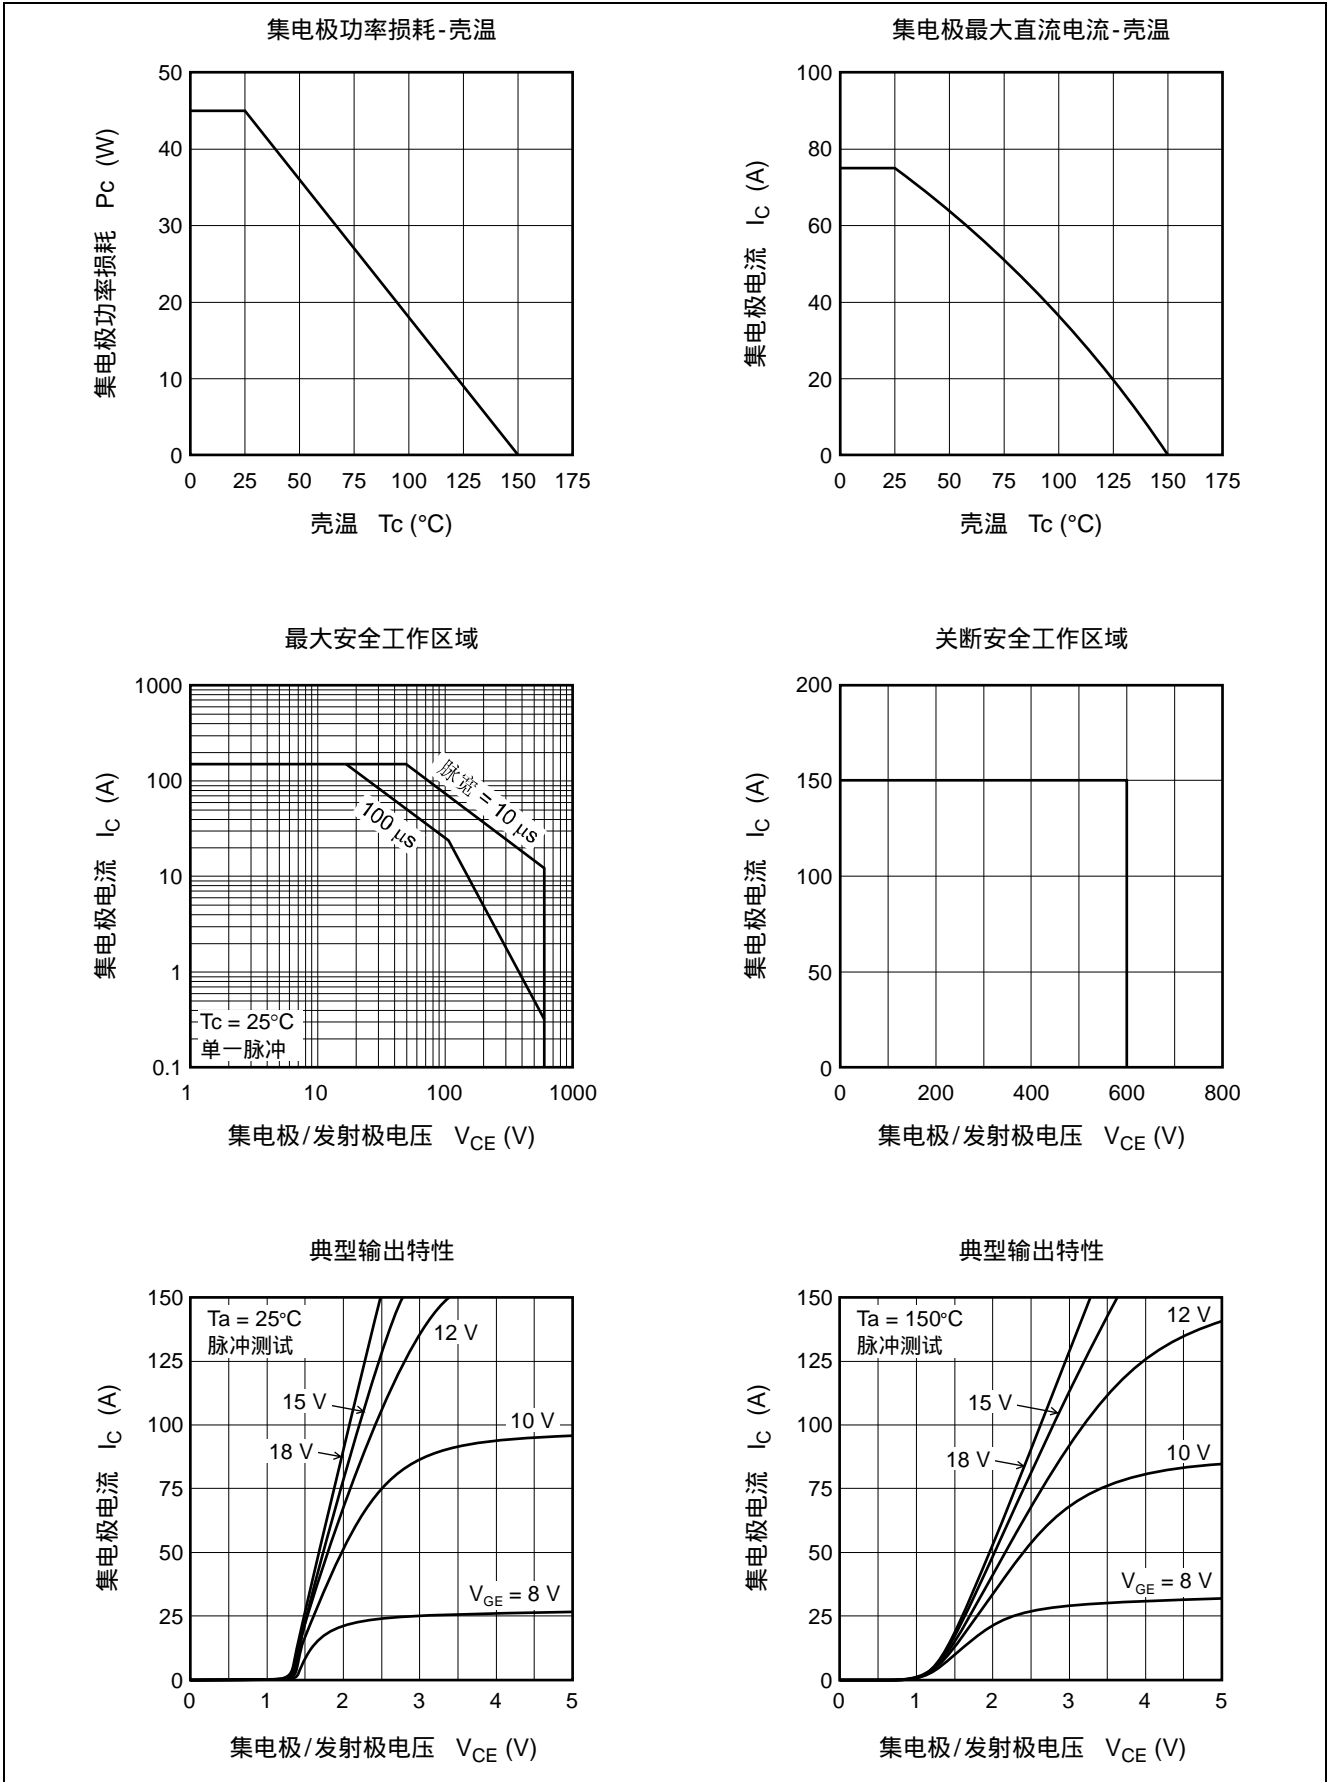 集电极功率损耗-壳温
集电极功率损耗 Pc (W)
50
40
30
20
10
0
0 25 50 75 100 125 150 175
壳温 Tc (°C)
集电极最大直流电流-壳温
集电极电流 IC (A)
100
80
60
40
20
0
0 25 50 75 100 125 150 175
壳温 Tc (°C)
最大安全工作区域
集电极电流 IC (A)
1000
100
10
1
0.1
脉宽 = 10 μs
100 μs
Tc = 25°C
单一脉冲
1 10 100 1000
集电极/发射极电压 VCE (V)
关断安全工作区域
集电极电流 IC (A)
200
150
100
50
0
0 200 400 600 800
集电极/发射极电压 VCE (V)
典型输出特性
集电极电流 IC (A)
150
125
100
75
50
25
0
Ta = 25°C
脉冲测试
12 V
15 V
10 V
18 V
VGE = 8 V
0 1 2 3 4 5
集电极/发射极电压 VCE (V)
典型输出特性
集电极电流 IC (A)
150
125
100
75
50
25
0
Ta = 150°C
脉冲测试
12 V
15 V
10 V
18 V
VGE = 8 V
0 1 2 3 4 5
集电极/发射极电压 VCE (V)